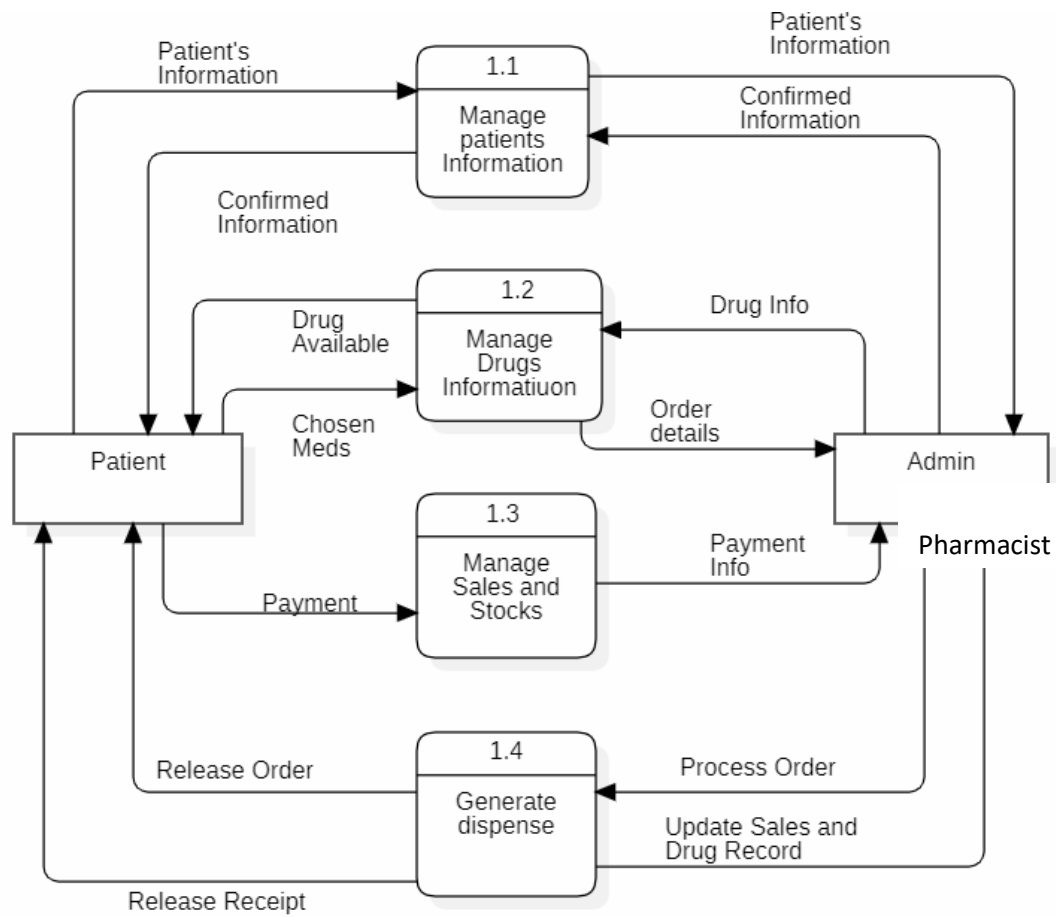 Patient's
Information
Patient's
Information
1.1
Manage
patients
Information
Confirmed
Information
Confirmed
Information
1.2
Manage
Drugs
Informatiuon
Drug
Available
Drug Info
Chosen
Meds
Order
details
Patient
Admin
Pharmacist
1.3
Manage
Sales and
Stocks
Payment
Info
Payment
1.4
Generate
dispense
Release Order
Process Order
Update Sales and
Drug Record
Release Receipt